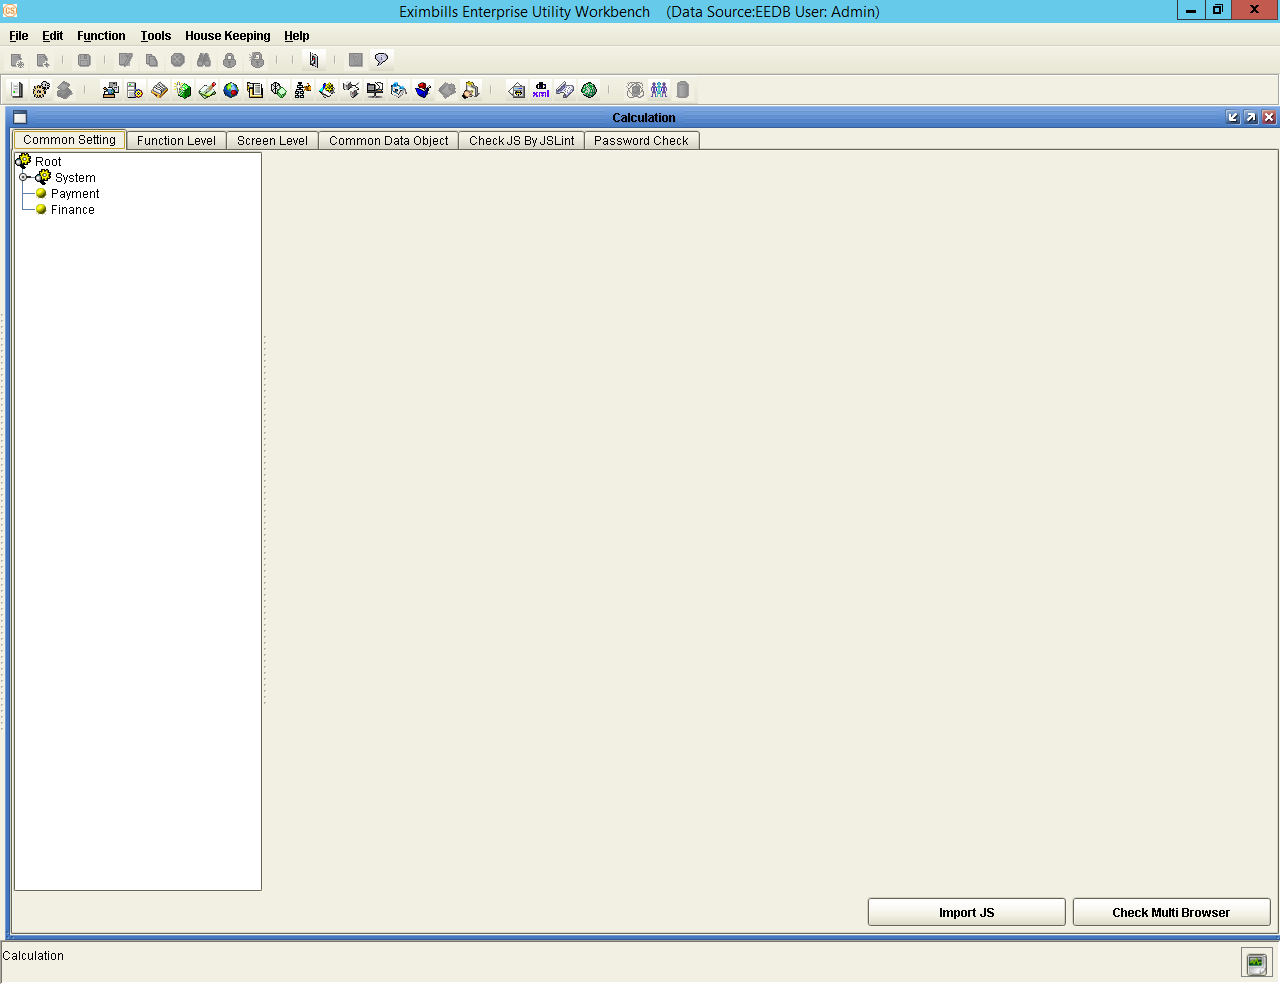 Eximbills Enterprise Utility Workbench (Data Source:EEDB User: Admin)
File Edit Function Tools House Keeping Help
xml
Calculation
Common Setting Function Level Screen Level Common Data Object Check JS By JSLint Password Check
Root
System
Payment
Finance
Import JS Check Multi Browser
Calculation